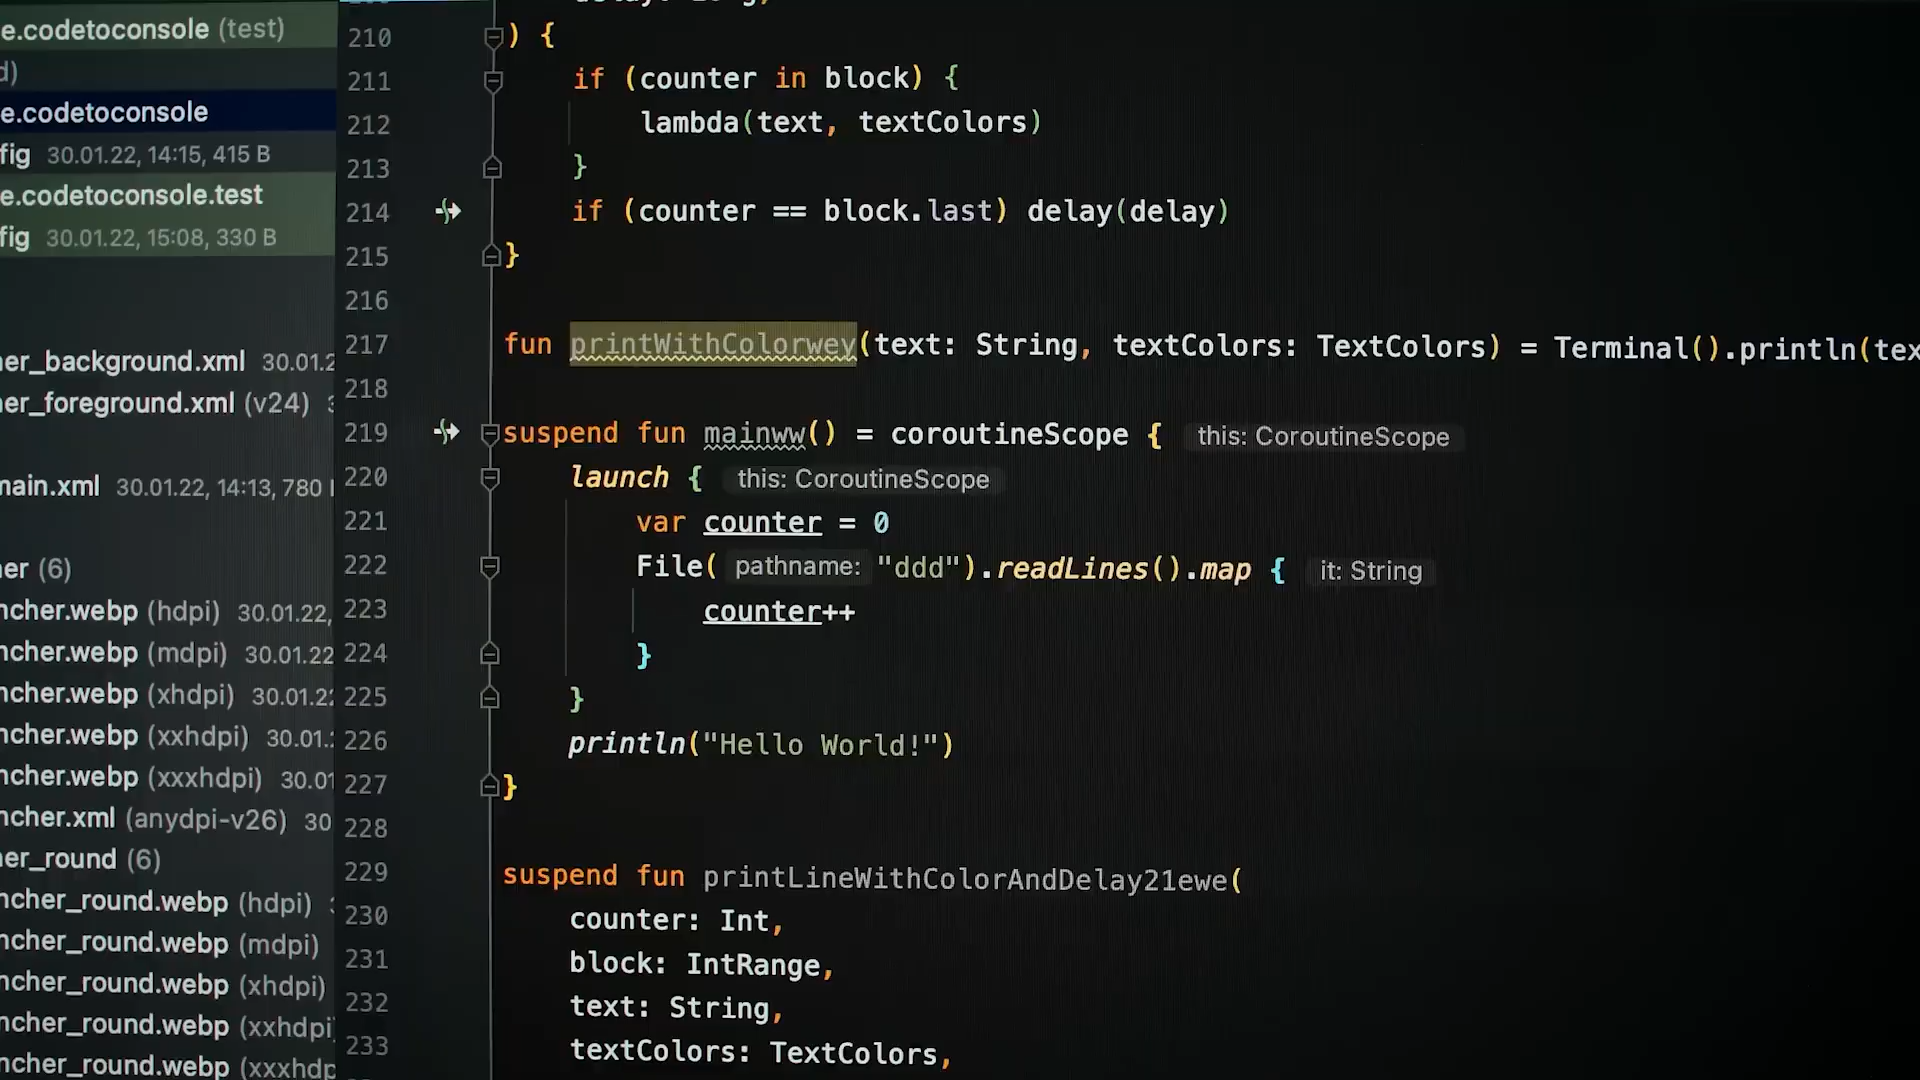 e.codetoconsole (test)
d)
e.codetoconsole
fig 30.01.22, 14:15, 415 B
e.codetoconsole.test
fig 30.01.22, 15:08, 330 B
ner_background.xml 30.01.2
ner_foreground.xml (v24)
main.xml 30.01.22, 14:13, 780
ner (6)
ncher.webp (hdpi) 30.01.22,
ncher.webp (mdpi) 30.01.22
ncher.webp (xhdpi) 30.01.22
ncher.webp (xxhdpi) 30.01.
ncher.webp (xxxhdpi) 30.01
ncher.xml (anydpi-v26) 30
ner_round (6)
ncher_round.webp (hdpi)
ncher_round.webp (mdpi)
ncher_round.webp (xhdpi)
ncher_round.webp (xxhdpi
ncher_round.webp (xxxhdp
210 ) {
211 if (counter in block) {
212 lambda(text, textColors)
213 }
214 if (counter == block.last) delay(delay)
215 }
216
217 fun printWithColorwey(text: String, textColors: TextColors) = Terminal().println(tex
218
219 suspend fun mainww() = coroutineScope { this: CoroutineScope
220 launch { this: CoroutineScope
221 var counter = 0
222 File( pathname: "ddd").readLines().map { it: String
223 counter++
224 }
225 }
226 println("Hello World!")
227 }
228
229 suspend fun printLineWithColorAndDelay21ewe(
230 counter: Int,
231 block: IntRange,
232 text: String,
233 textColors: TextColors,